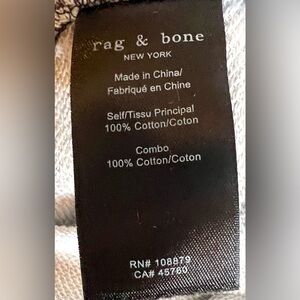 rag & bone
NEW YORK
Made in China/
Fabriqué en Chine
Self/Tissu Principal
100% Cotton/Coton
Combo
100% Cotton/Coton
RN# 108879
CA# 45760